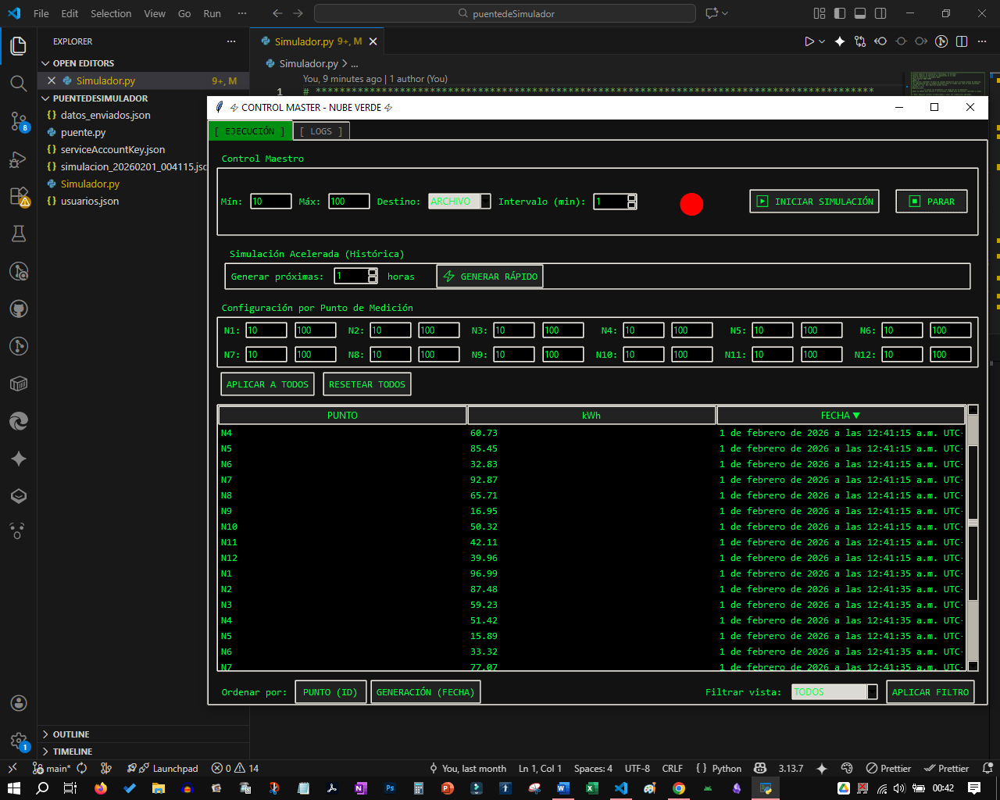 File Edit Selection View Go Run ···
puentedeSimulador
EXPLORER
Simulador.py 9+, M
OPEN EDITORS
Simulador.py 9+, M
Simulador.py > ...
PUENTEDESIMULADOR
You, 9 minutes ago | 1 author (You)
1 # ****
datos_enviados.json
puente.py
serviceAccountKey.json
simulacion_20260201_004115.jsc
Simulador.py
usuarios.json
8
CONTROL MASTER - NUBE VERDE
[ EJECUCIÓN ] [ LOGS ]
Control Maestro
Mín: 10 Máx: 100 Destino: ARCHIVO Intervalo (min): 1 INICIAR SIMULACIÓN PARAR
Simulación Acelerada (Histórica)
Generar próximas: 1 horas GENERAR RÁPIDO
Configuración por Punto de Medición
N1: 10 100 N2: 10 100 N3: 10 100 N4: 10 100 N5: 10 100 N6: 10 100
N7: 10 100 N8: 10 100 N9: 10 100 N10: 10 100 N11: 10 100 N12: 10 100
APLICAR A TODOS RESETEAR TODOS
PUNTO kWh FECHA ▼
N4 60.73 1 de febrero de 2026 a las 12:41:15 a.m. UTC-
N5 85.45 1 de febrero de 2026 a las 12:41:15 a.m. UTC-
N6 32.83 1 de febrero de 2026 a las 12:41:15 a.m. UTC-
N7 92.87 1 de febrero de 2026 a las 12:41:15 a.m. UTC-
N8 65.71 1 de febrero de 2026 a las 12:41:15 a.m. UTC-
N9 16.95 1 de febrero de 2026 a las 12:41:15 a.m. UTC-
N10 50.32 1 de febrero de 2026 a las 12:41:15 a.m. UTC-
N11 42.11 1 de febrero de 2026 a las 12:41:15 a.m. UTC-
N12 39.96 1 de febrero de 2026 a las 12:41:15 a.m. UTC-
N1 96.99 1 de febrero de 2026 a las 12:41:35 a.m. UTC-
N2 87.48 1 de febrero de 2026 a las 12:41:35 a.m. UTC-
N3 59.23 1 de febrero de 2026 a las 12:41:35 a.m. UTC-
N4 51.42 1 de febrero de 2026 a las 12:41:35 a.m. UTC-
N5 15.89 1 de febrero de 2026 a las 12:41:35 a.m. UTC-
N6 33.32 1 de febrero de 2026 a las 12:41:35 a.m. UTC-
N7 77.07 1 de febrero de 2026 a las 12:41:35 a.m. UTC-
Ordenar por: PUNTO (ID) GENERACIÓN (FECHA) Filtrar vista: TODOS APLICAR FILTRO
OUTLINE
1
TIMELINE
main* Launchpad 0 14 You, last month Ln 1, Col 1 Spaces: 4 UTF-8 CRLF { } Python 3.13.7 Prettier Prettier
00:42